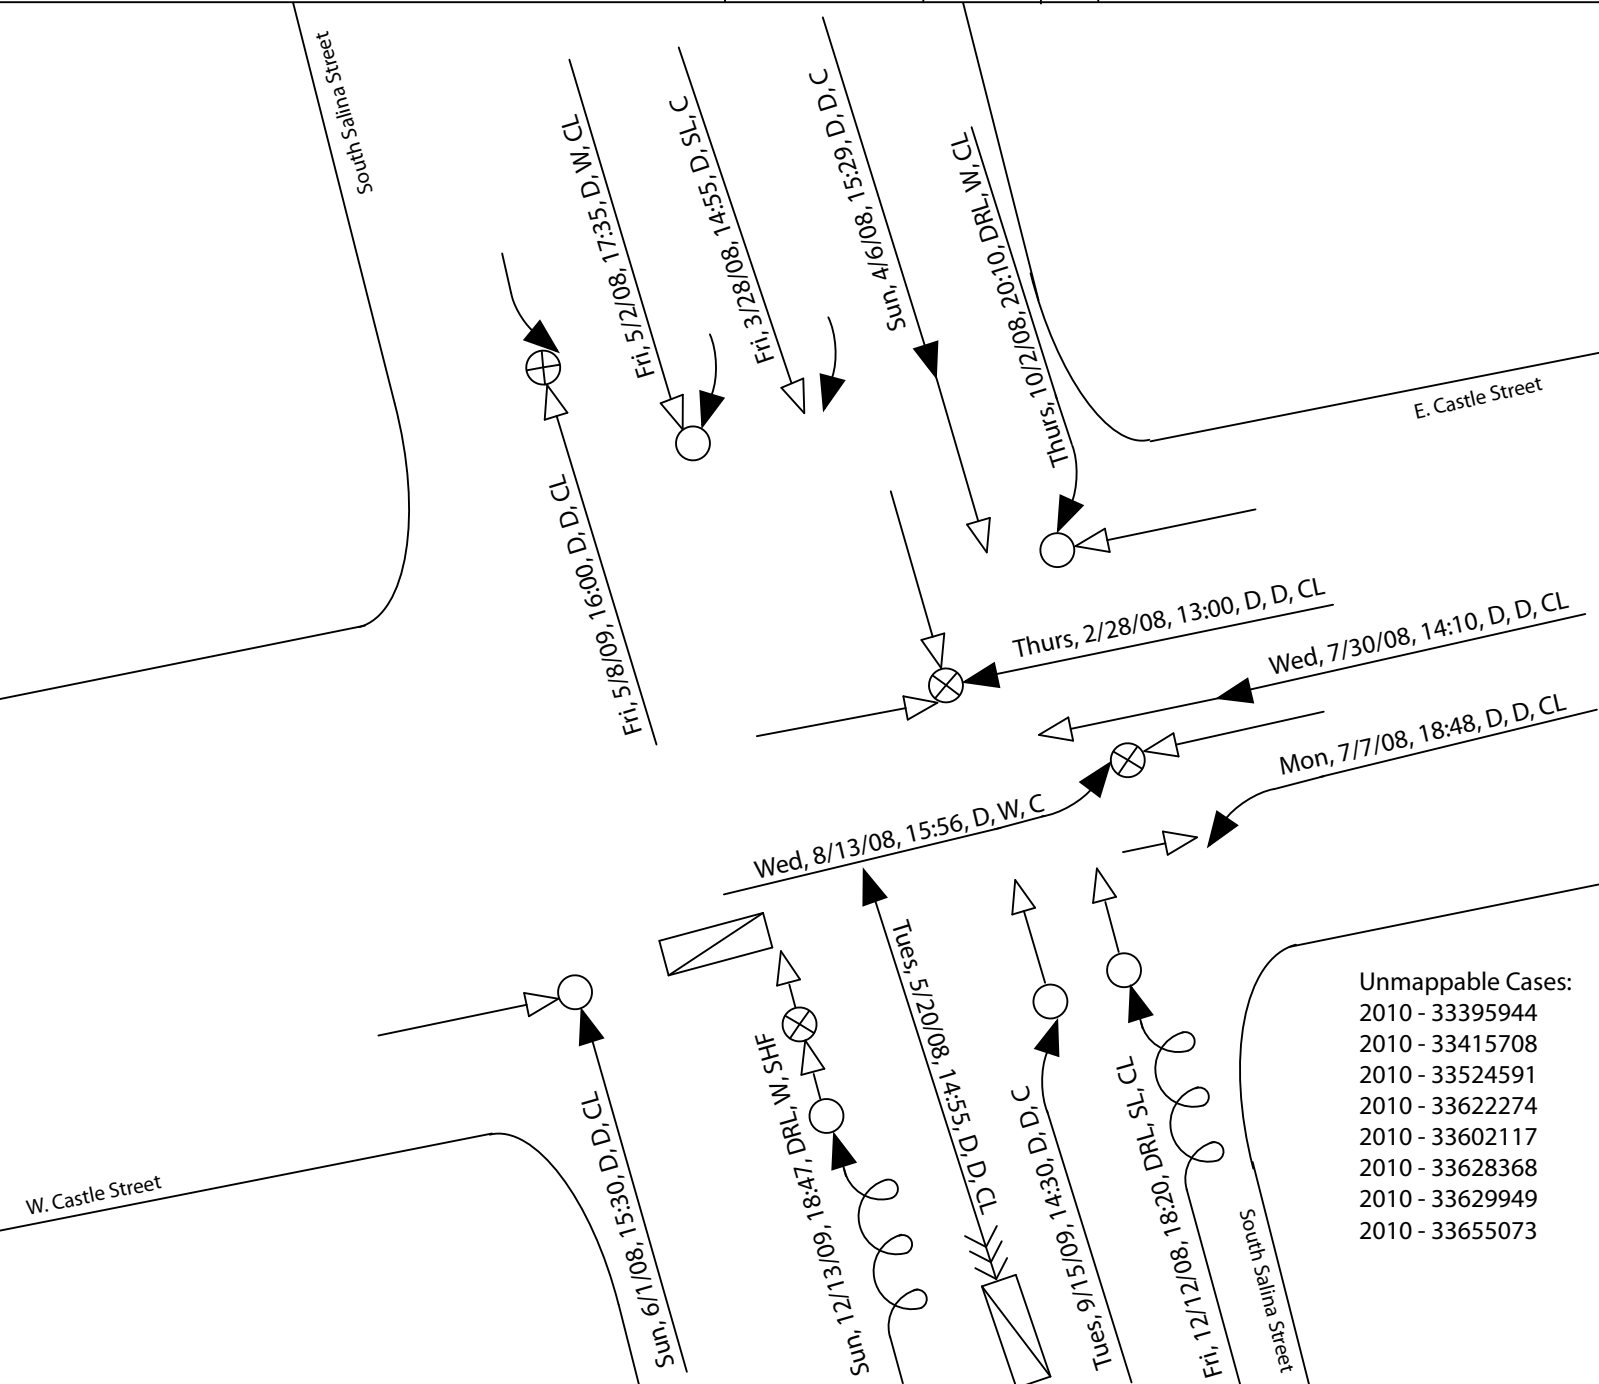 South Salina Street
Fri, 5/2/08, 17:35, D, W, CL
Fri, 3/28/08, 14:55, D, SL, C
Sun, 4/6/08, 15:29, D, D, C
Thurs, 10/2/08, 20:10, DRL, W, CL
E. Castle Street
Fri, 5/8/09, 16:00, D, D, CL
Thurs, 2/28/08, 13:00, D, D, CL
Wed, 7/30/08, 14:10, D, D, CL
Mon, 7/7/08, 18:48, D, D, CL
Wed, 8/13/08, 15:56, D, W, C
W. Castle Street
Sun, 6/1/08, 15:30, D, D, CL
Sun, 12/13/09, 18:47, DRL, W, SHF
Tues, 5/20/08, 14:55, D, D, CL
Tues, 9/15/09, 14:30, D, D, C
Fri, 12/12/08, 18:20, DRL, SL, CL
South Salina Street
Unmappable Cases:
2010 - 33395944
2010 - 33415708
2010 - 33524591
2010 - 33622274
2010 - 33602117
2010 - 33628368
2010 - 33629949
2010 - 33655073